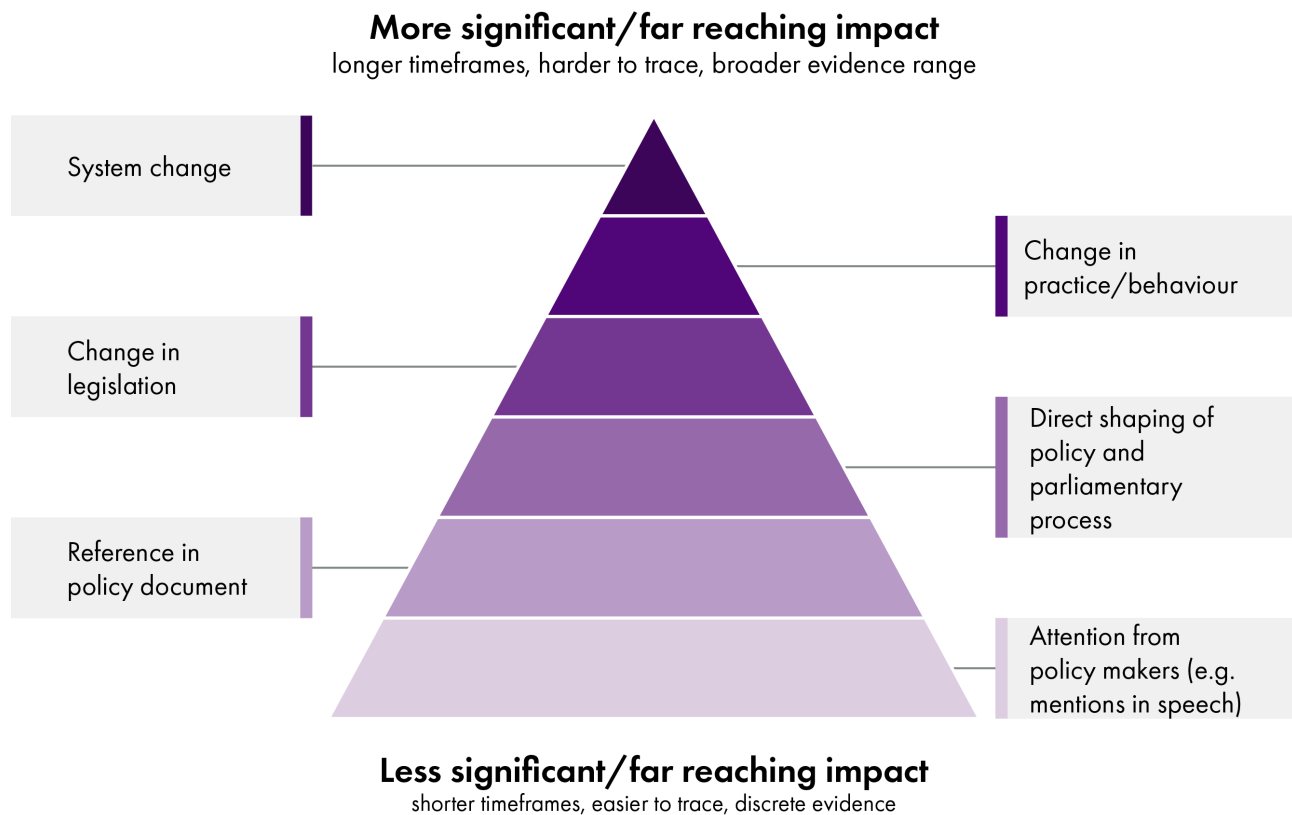 More significant/far reaching impact
longer timeframes, harder to trace, broader evidence range
System change
Change in
practice/behaviour
Change in
legislation
Direct shaping of
policy and
parliamentary
process
Reference in
policy document
Attention from
policy makers (e.g.
mentions in speech)
Less significant/far reaching impact
shorter timeframes, easier to trace, discrete evidence